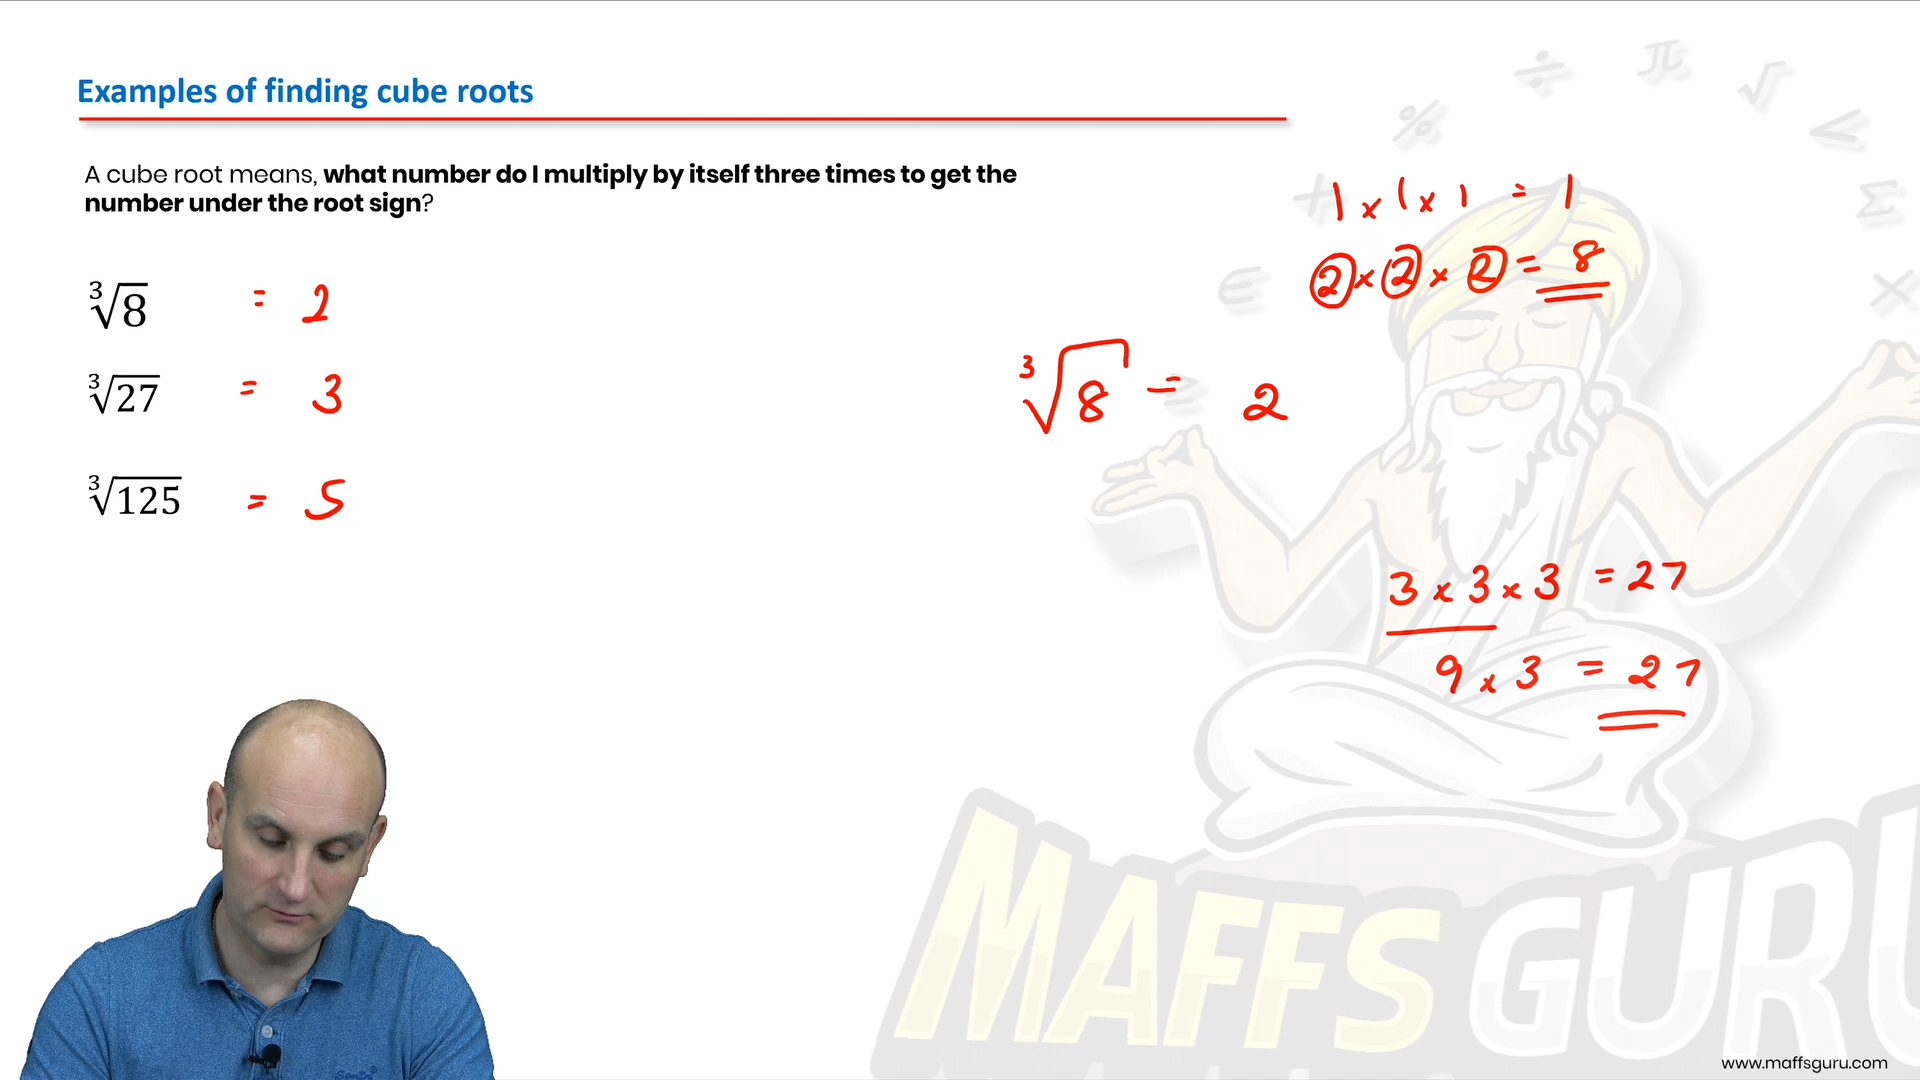 Examples of finding cube roots
A cube root means, what number do I multiply by itself three times to get the
number under the root sign?
1 × 1 × 1 = 1
2 × 2 × 2 = 8
∛8 = 2
∛8 = 2
∛27 = 3
∛125 = 5
3 × 3 × 3 = 27
9 × 3 = 27
÷ π √ < % + Σ ∈ × ≥
MAFFS GURU
www.maffsguru.com